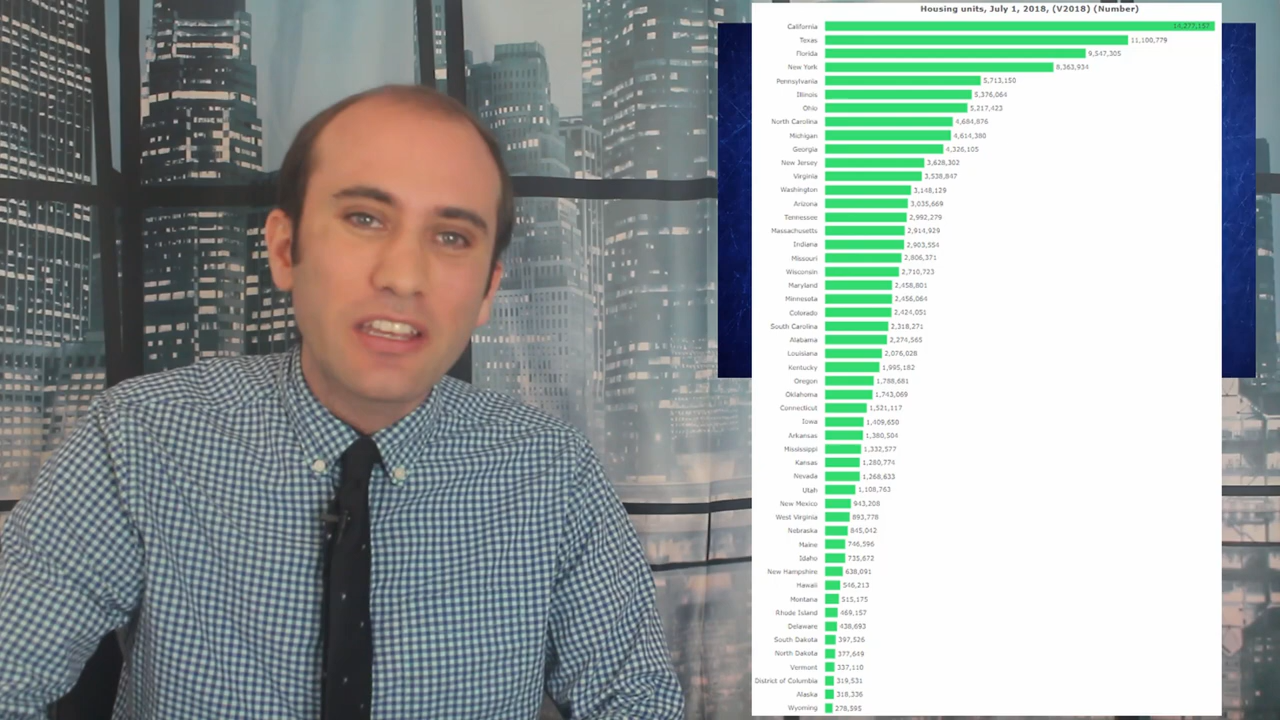 Housing units, July 1, 2018, (V2018) (Number)
California 14,277,157
Texas 11,100,779
Florida 9,547,305
New York 8,363,934
Pennsylvania 5,713,150
Illinois 5,376,064
Ohio 5,217,423
North Carolina 4,684,876
Michigan 4,614,380
Georgia 4,326,105
New Jersey 3,628,302
Virginia 3,538,847
Washington 3,148,129
Arizona 3,035,669
Tennessee 2,992,279
Massachusetts 2,914,929
Indiana 2,903,554
Missouri 2,806,371
Wisconsin 2,710,723
Maryland 2,458,801
Minnesota 2,456,064
Colorado 2,424,051
South Carolina 2,318,271
Alabama 2,274,565
Louisiana 2,076,028
Kentucky 1,995,182
Oregon 1,788,681
Oklahoma 1,743,069
Connecticut 1,521,117
Iowa 1,409,650
Arkansas 1,380,504
Mississippi 1,332,577
Kansas 1,280,774
Nevada 1,268,633
Utah 1,108,763
New Mexico 943,208
West Virginia 893,778
Nebraska 845,042
Maine 746,596
Idaho 735,672
New Hampshire 638,091
Hawaii 546,213
Montana 515,175
Rhode Island 469,157
Delaware 438,693
South Dakota 397,526
North Dakota 377,649
Vermont 337,110
District of Columbia 319,531
Alaska 318,336
Wyoming 278,595